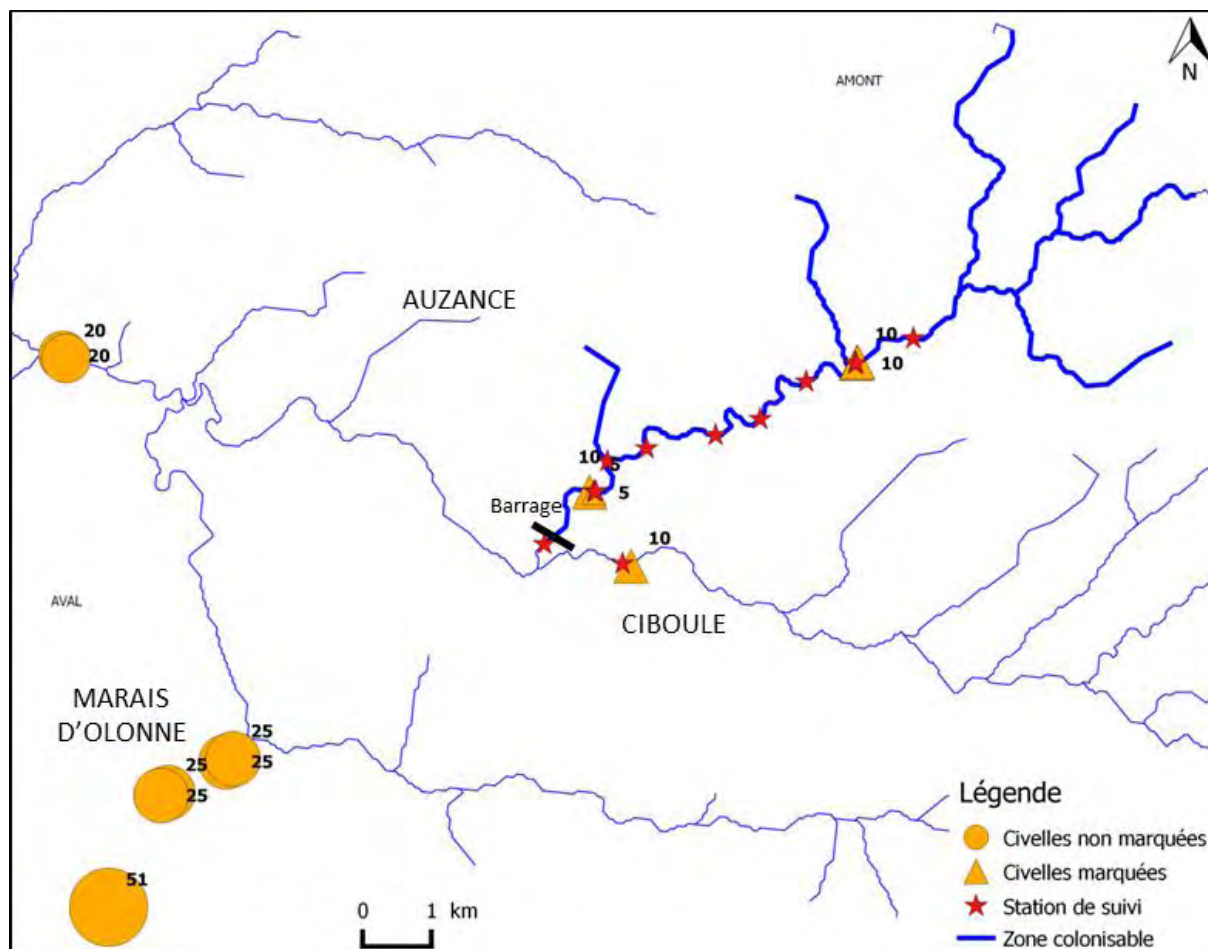 AMONT
N
AUZANCE
20
20
10
10
10
5
5
Barrage
10
AVAL
CIBOULE
MARAIS
D'OLONNE
25
25
25
25
51
Légende
Civelles non marquées
Civelles marquées
Station de suivi
Zone colonisable
0 1 km